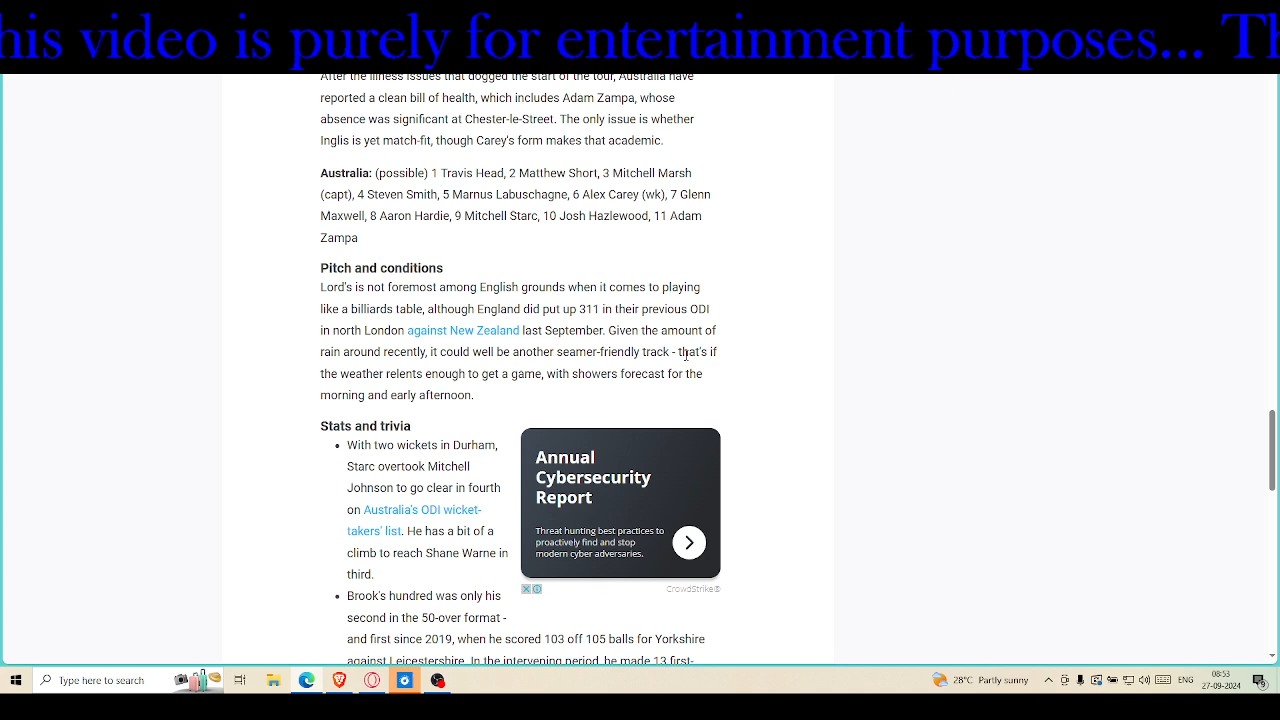 his video is purely for entertainment purposes... Th
After the illness issues that dogged the start of the tour, Australia have
reported a clean bill of health, which includes Adam Zampa, whose
absence was significant at Chester-le-Street. The only issue is whether
Inglis is yet match-fit, though Carey's form makes that academic.
Australia: (possible) 1 Travis Head, 2 Matthew Short, 3 Mitchell Marsh
(capt), 4 Steven Smith, 5 Marnus Labuschagne, 6 Alex Carey (wk), 7 Glenn
Maxwell, 8 Aaron Hardie, 9 Mitchell Starc, 10 Josh Hazlewood, 11 Adam
Zampa
Pitch and conditions
Lord's is not foremost among English grounds when it comes to playing
like a billiards table, although England did put up 311 in their previous ODI
in north London against New Zealand last September. Given the amount of
rain around recently, it could well be another seamer-friendly track - that's if
the weather relents enough to get a game, with showers forecast for the
morning and early afternoon.
Stats and trivia
• With two wickets in Durham,
Starc overtook Mitchell
Johnson to go clear in fourth
on Australia's ODI wicket-
takers' list. He has a bit of a
climb to reach Shane Warne in
third.
• Brook's hundred was only his
second in the 50-over format -
and first since 2019, when he scored 103 off 105 balls for Yorkshire
against Leicestershire. In the intervening period, he made 13 first-
Annual
Cybersecurity
Report
Threat hunting best practices to
proactively find and stop
modern cyber adversaries.
CrowdStrike®
Type here to search
28°C Partly sunny
ENG
08:53
27-09-2024
9